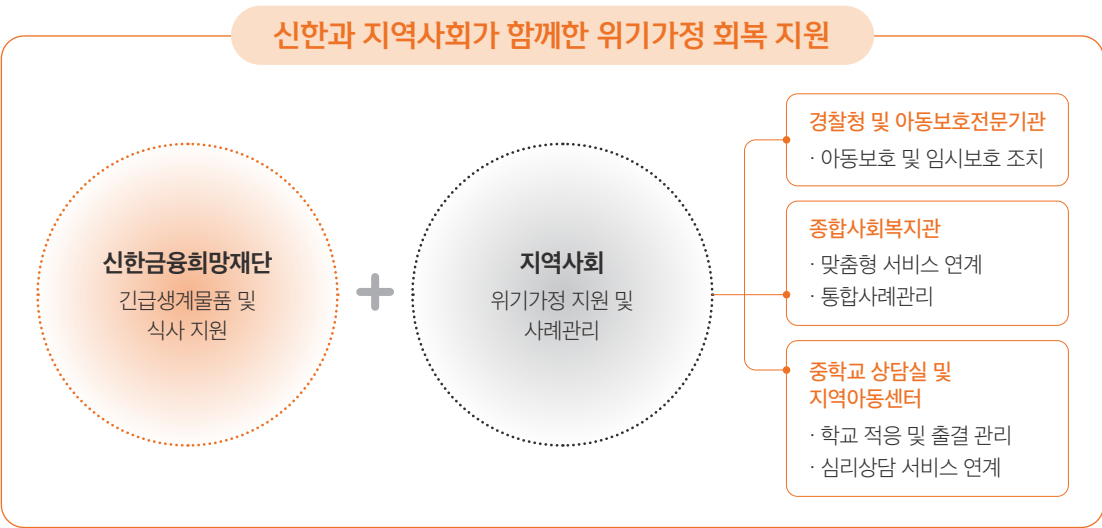 신한과 지역사회가 함께한 위기가정 회복 지원
신한금융희망재단
긴급생계물품 및
식사 지원
지역사회
위기가정 지원 및
사례관리
경찰청 및 아동보호전문기관
· 아동보호 및 임시보호 조치
종합사회복지관
· 맞춤형 서비스 연계
· 통합사례관리
중학교 상담실 및
지역아동센터
· 학교 적응 및 출결 관리
· 심리상담 서비스 연계